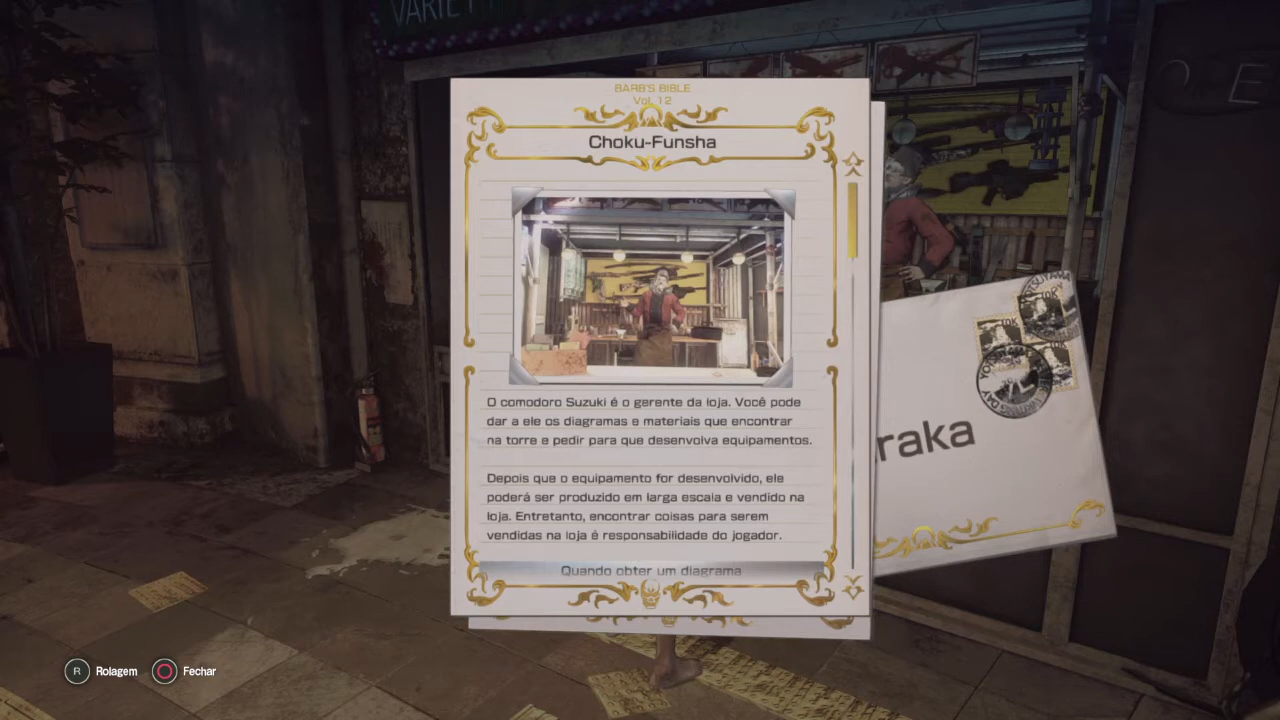 VARIET
BARB'S BIBLE
Vol. 12
Choku-Funsha
O comodoro Suzuki é o gerente da loja. Você pode
dar a ele os diagramas e materiais que encontrar
na torre e pedir para que desenvolva equipamentos.
Depois que o equipamento for desenvolvido, ele
poderá ser produzido em larga escala e vendido na
loja. Entretanto, encontrar coisas para serem
vendidas na loja é responsabilidade do jogador.
Quando obter um diagrama
raka
R Rolagem Fechar